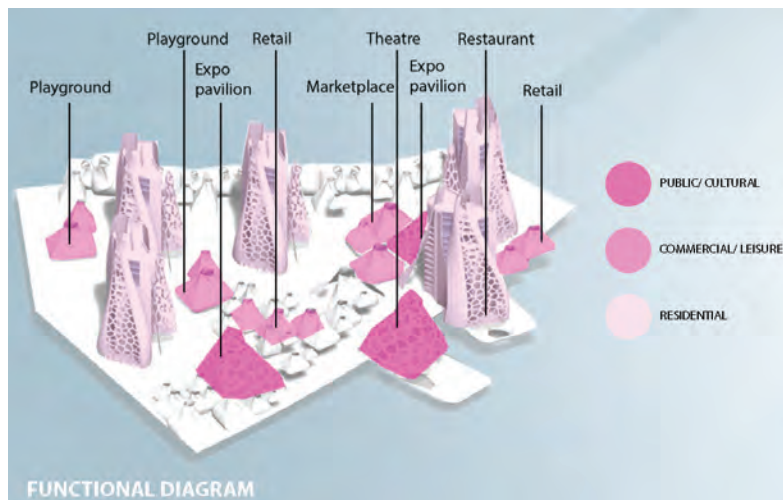 Playground
Retail
Theatre
Restaurant
Expo
pavilion
Expo
pavilion
Playground
Marketplace
Retail
PUBLIC/ CULTURAL
COMMERCIAL/ LEISURE
RESIDENTIAL
FUNCTIONAL DIAGRAM